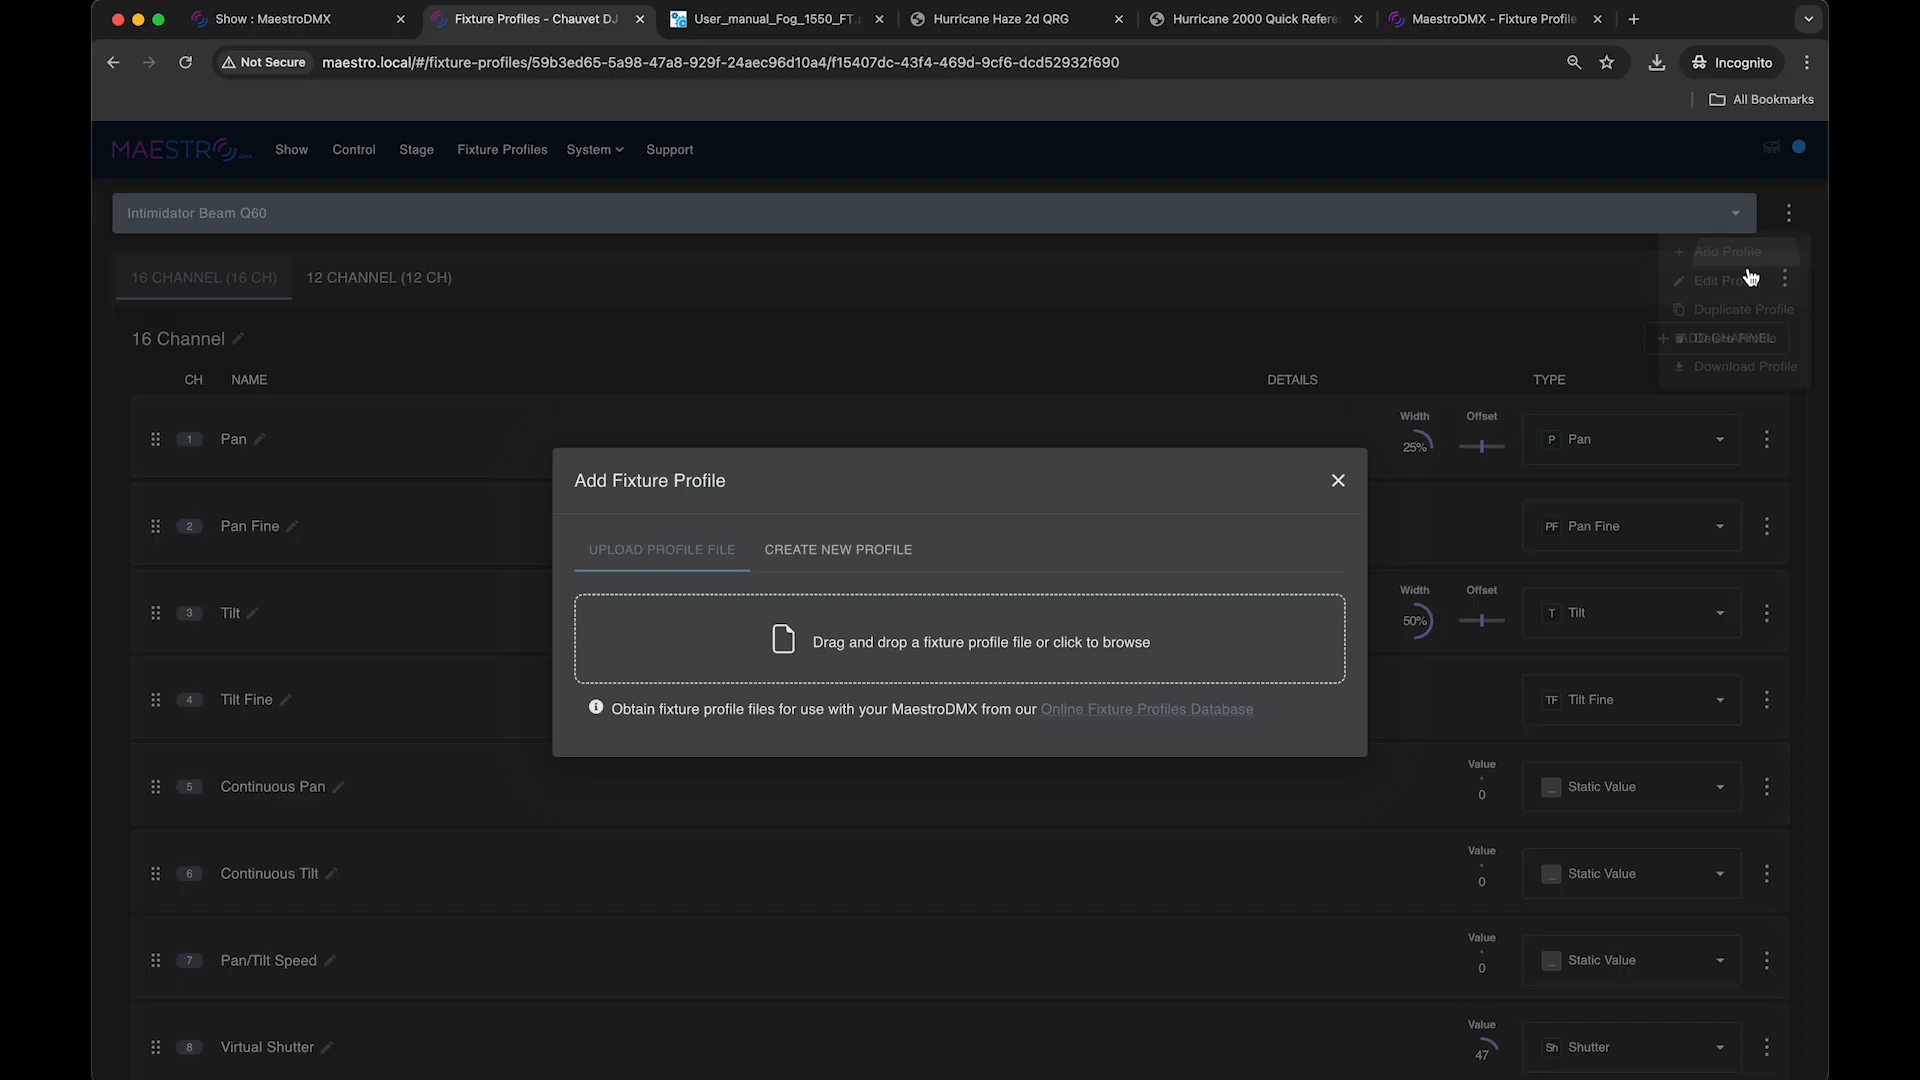 Show : MaestroDMX
Fixture Profiles - Chauvet DJ
User_manual_Fog_1550_FT.
Hurricane Haze 2d QRG
Hurricane 2000 Quick Refere
MaestroDMX - Fixture Profile
Not Secure
maestro.local/#/fixture-profiles/59b3ed65-5a98-47a8-929f-24aec96d10a4/f15407dc-43f4-469d-9cf6-dcd52932f690
Incognito
All Bookmarks
MAESTRO
Show
Control
Stage
Fixture Profiles
System
Support
Intimidator Beam Q60
Add Profile
16 CHANNEL (16 CH)
12 CHANNEL (12 CH)
Duplicate Profile
16 Channel
Download Profile
CH
NAME
DETAILS
TYPE
1
Pan
Width
25%
Offset
P
Pan
2
Pan Fine
PF
Pan Fine
3
Tilt
Width
50%
Offset
T
Tilt
4
Tilt Fine
TF
Tilt Fine
5
Continuous Pan
Value
0
Static Value
6
Continuous Tilt
Value
0
Static Value
7
Pan/Tilt Speed
Value
0
Static Value
8
Virtual Shutter
Value
47
Sh
Shutter
Add Fixture Profile
UPLOAD PROFILE FILE
CREATE NEW PROFILE
Drag and drop a fixture profile file or click to browse
Obtain fixture profile files for use with your MaestroDMX from our Online Fixture Profiles Database